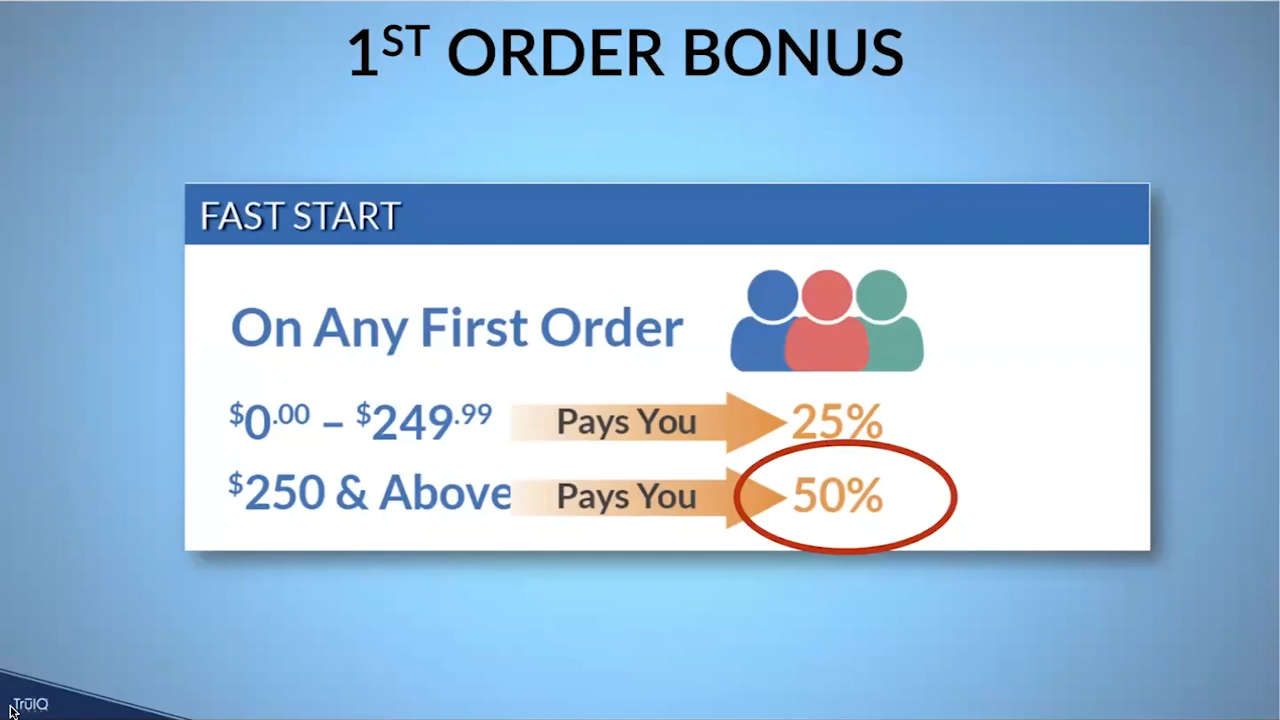 1ST ORDER BONUS
FAST START
On Any First Order
$0.00 – $249.99 Pays You 25%
$250 & Above Pays You 50%
TrūIQ